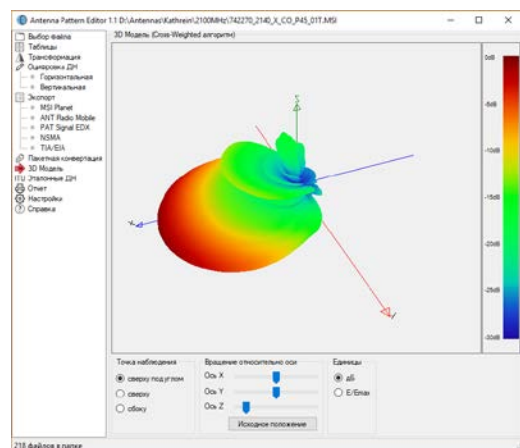 Antenna Pattern Editor 1.1 D:\Antennas\Kathrein\2100MHz\742270_2140_X_CO_P45_01T.MSI
Выбор файла
Таблицы
Трансформация
Оцифровка ДН
Горизонтальная
Вертикальная
Экспорт
MSI Planet
ANT Radio Mobile
PAT Signal EDX
NSMA
TIA/EIA
Пакетная конвертация
3D Модель
Эталонные ДН
Отчет
Настройки
Справка
3D Модель (Cross-Weighted алгоритм)
Z
X
Y
0dB
-5dB
-10dB
-15dB
-20dB
-25dB
-30dB
Точка наблюдения
сверху под углом
сверху
сбоку
Вращение относительно оси
Ось X
Ось Y
Ось Z
Исходное положение
Единицы
дБ
E/Emax
218 файлов в папке